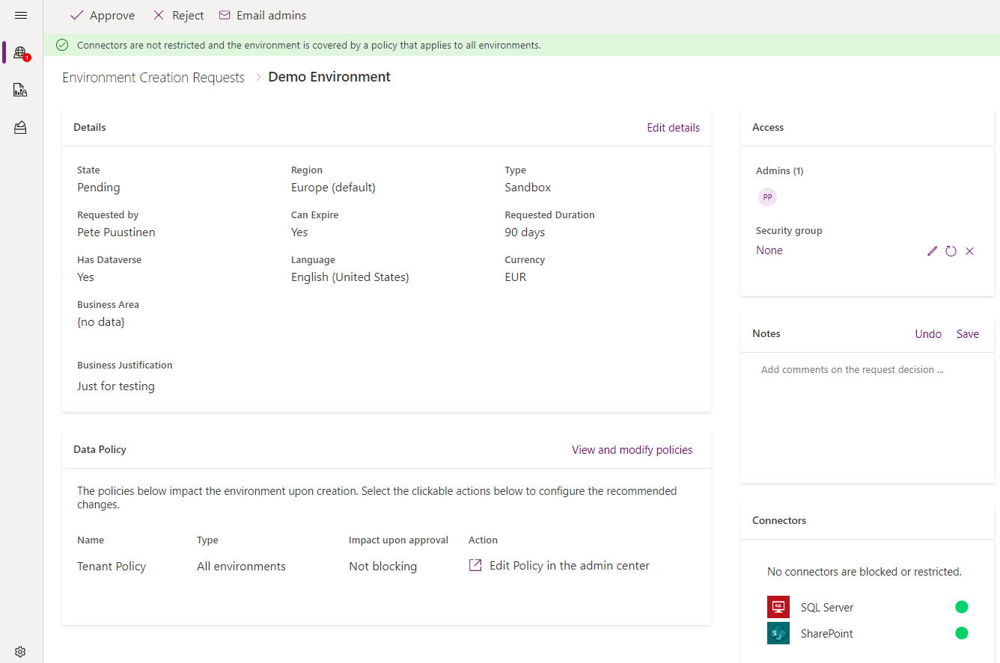 Approve Reject Email admins
1
Connectors are not restricted and the environment is covered by a policy that applies to all environments.
Environment Creation Requests > Demo Environment
Details Edit details
State Region Type
Pending Europe (default) Sandbox
Requested by Can Expire Requested Duration
Pete Puustinen Yes 90 days
Has Dataverse Language Currency
Yes English (United States) EUR
Business Area
{no data}
Business Justification
Just for testing
Access
Admins (1)
PP
Security group
None
Notes Undo Save
Add comments on the request decision ...
Data Policy View and modify policies
The policies below impact the environment upon creation. Select the clickable actions below to configure the recommended
changes.
Name Type Impact upon approval Action
Tenant Policy All environments Not blocking Edit Policy in the admin center
Connectors
No connectors are blocked or restricted.
SQL SQL Server
S SharePoint